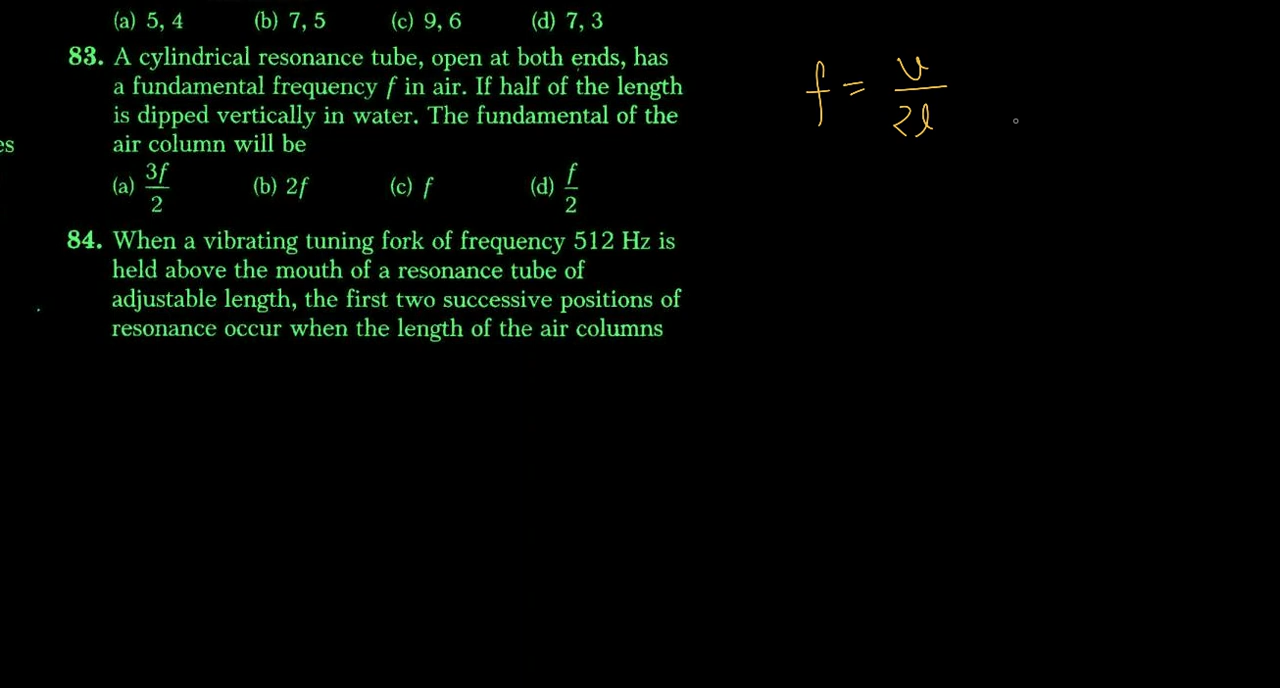 (a) 5, 4 (b) 7, 5 (c) 9, 6 (d) 7, 3
83. A cylindrical resonance tube, open at both ends, has
a fundamental frequency f in air. If half of the length
is dipped vertically in water. The fundamental of the
es air column will be
(a) 3f/2 (b) 2f (c) f (d) f/2
84. When a vibrating tuning fork of frequency 512 Hz is
held above the mouth of a resonance tube of
adjustable length, the first two successive positions of
resonance occur when the length of the air columns
f = v/2l